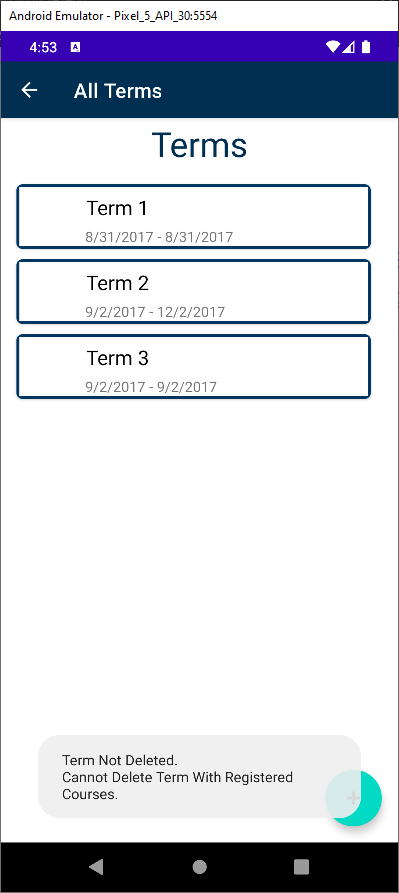 Android Emulator - Pixel_5_API_30:5554
4:53
A
All Terms
Terms
Term 1
8/31/2017 - 8/31/2017
Term 2
9/2/2017 - 12/2/2017
Term 3
9/2/2017 - 9/2/2017
Term Not Deleted.
Cannot Delete Term With Registered
Courses.